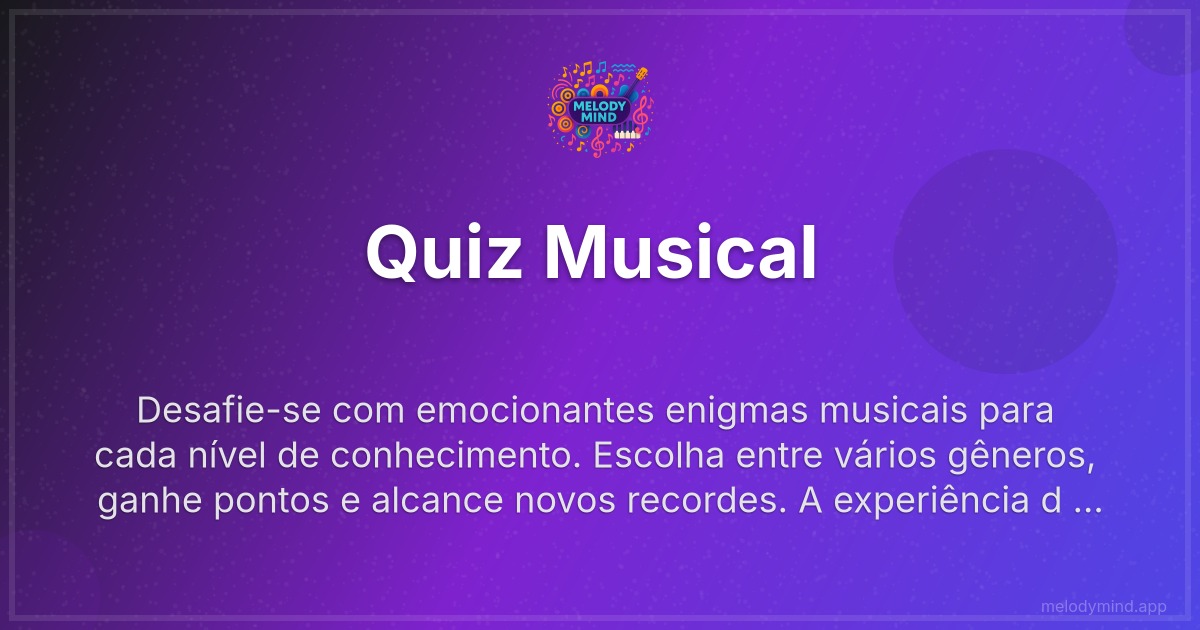 MELODY
MIND
Quiz Musical
Desafie-se com emocionantes enigmas musicais para
cada nível de conhecimento. Escolha entre vários gêneros,
ganhe pontos e alcance novos recordes. A experiência d ...
melodymind.app